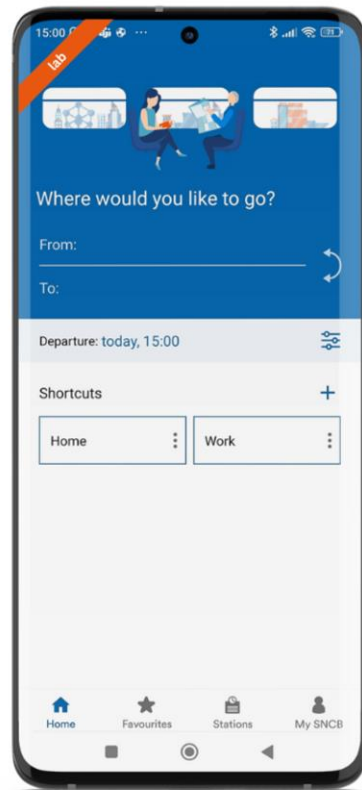 15:00
lab
Where would you like to go?
From:
To:
Departure: today, 15:00
Shortcuts
Home
Work
Home Favourites Stations My SNCB